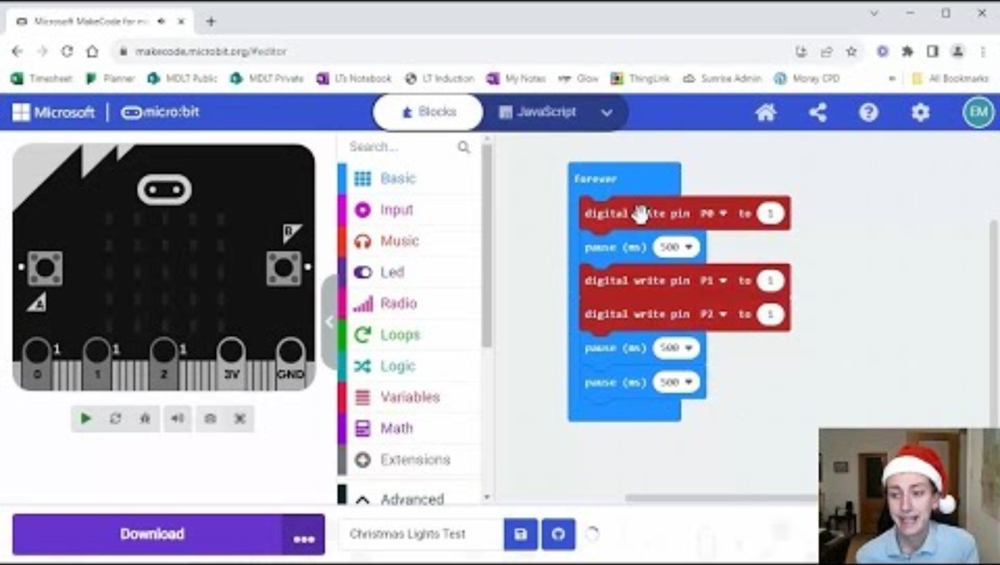 Microsoft MakeCode for mi
makecode.microbit.org/#editor
Timesheet Planner MDLT Public MDLT Private LTs Notebook LT Induction My Notes Glow ThingLink Sunrise Admin Moray CPD All Bookmarks
Microsoft micro:bit Blocks JavaScript EM
Search...
Basic
Input
Music
Led
Radio
Loops
Logic
Variables
Math
Extensions
Advanced
forever
digital pin P0 to 1
pause (ms) 500
digital write pin P1 to 1
digital write pin P2 to 1
pause (ms) 500
pause (ms) 500
B
A
1 1 1
0 1 2 3V GND
Download
Christmas Lights Test